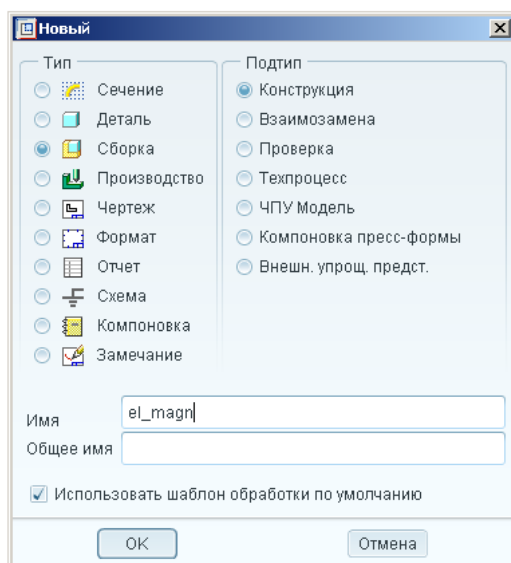 Новый
Тип
Подтип
Сечение
Конструкция
Деталь
Взаимозамена
Сборка
Проверка
Производство
Техпроцесс
Чертеж
ЧПУ Модель
Формат
Компоновка пресс-формы
Отчет
Внешн. упрощ. предст.
Схема
Компоновка
Замечание
Имя el_magn
Общее имя
Использовать шаблон обработки по умолчанию
OK
Отмена